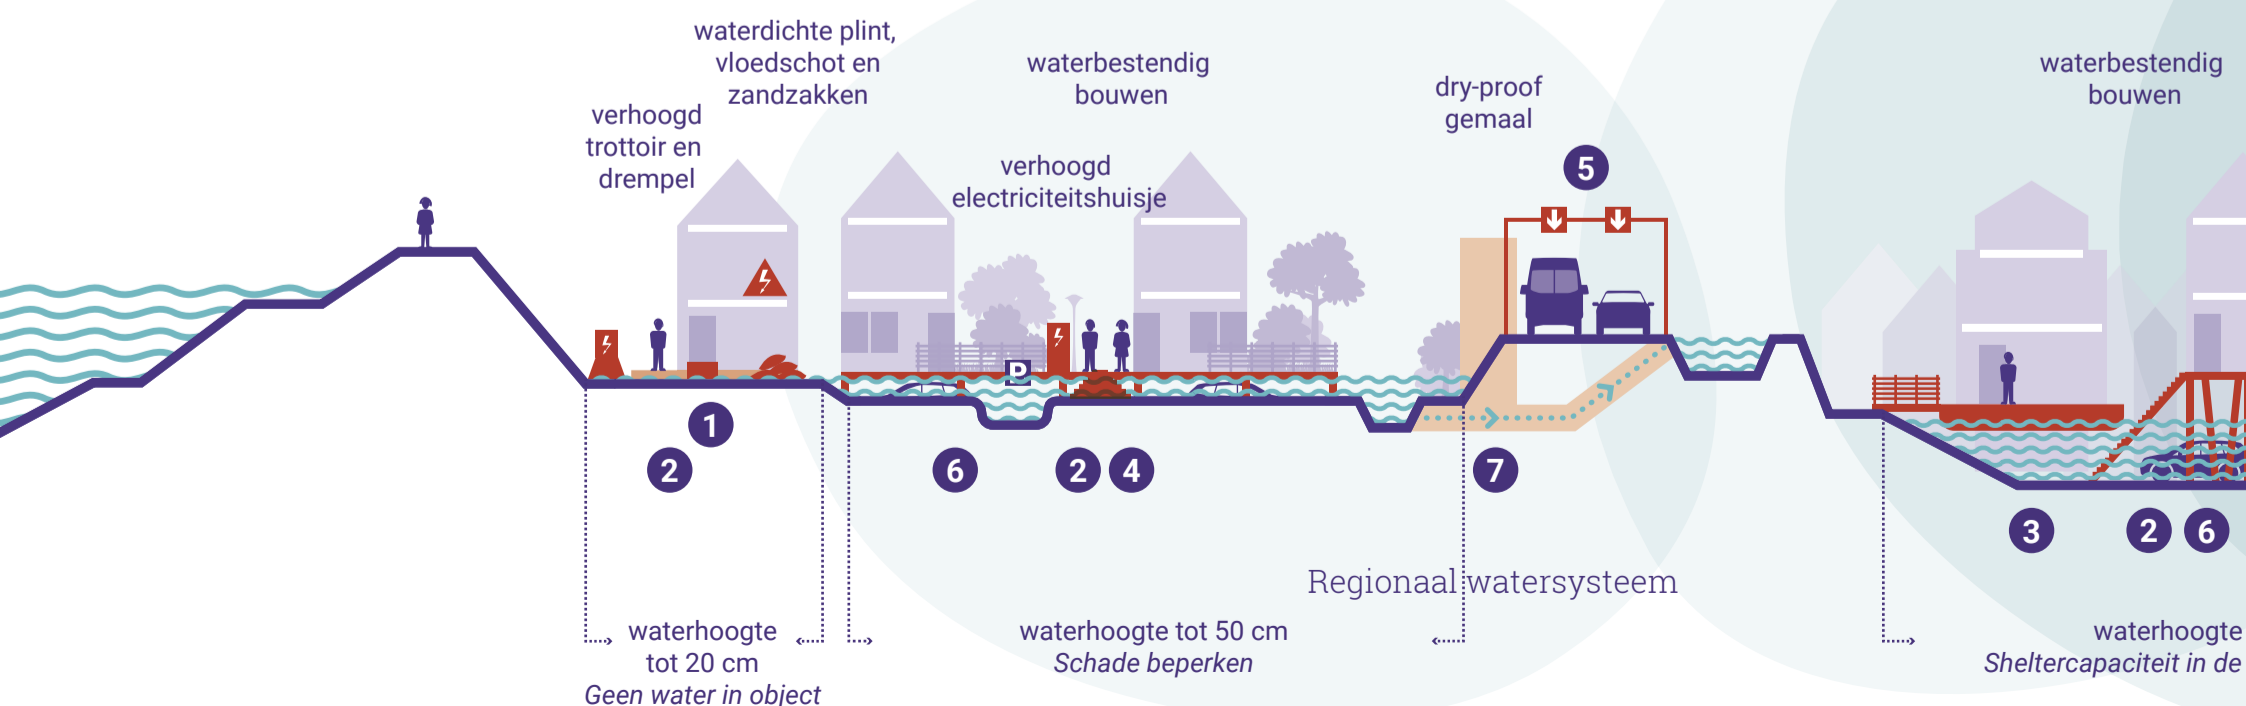 waterdichte plint,
vloedschot en
zandzakken
verhoogd
trottoir en
drempel
waterbestendig
bouwen
verhoogd
electriciteitshuisje
dry-proof
gemaal
waterbestendig
bouwen
5
P
1
2
6
2
4
7
3
2
6
Regionaal watersysteem
waterhoogte
tot 20 cm
Geen water in object
waterhoogte tot 50 cm
Schade beperken
waterhoogte
Sheltercapaciteit in de